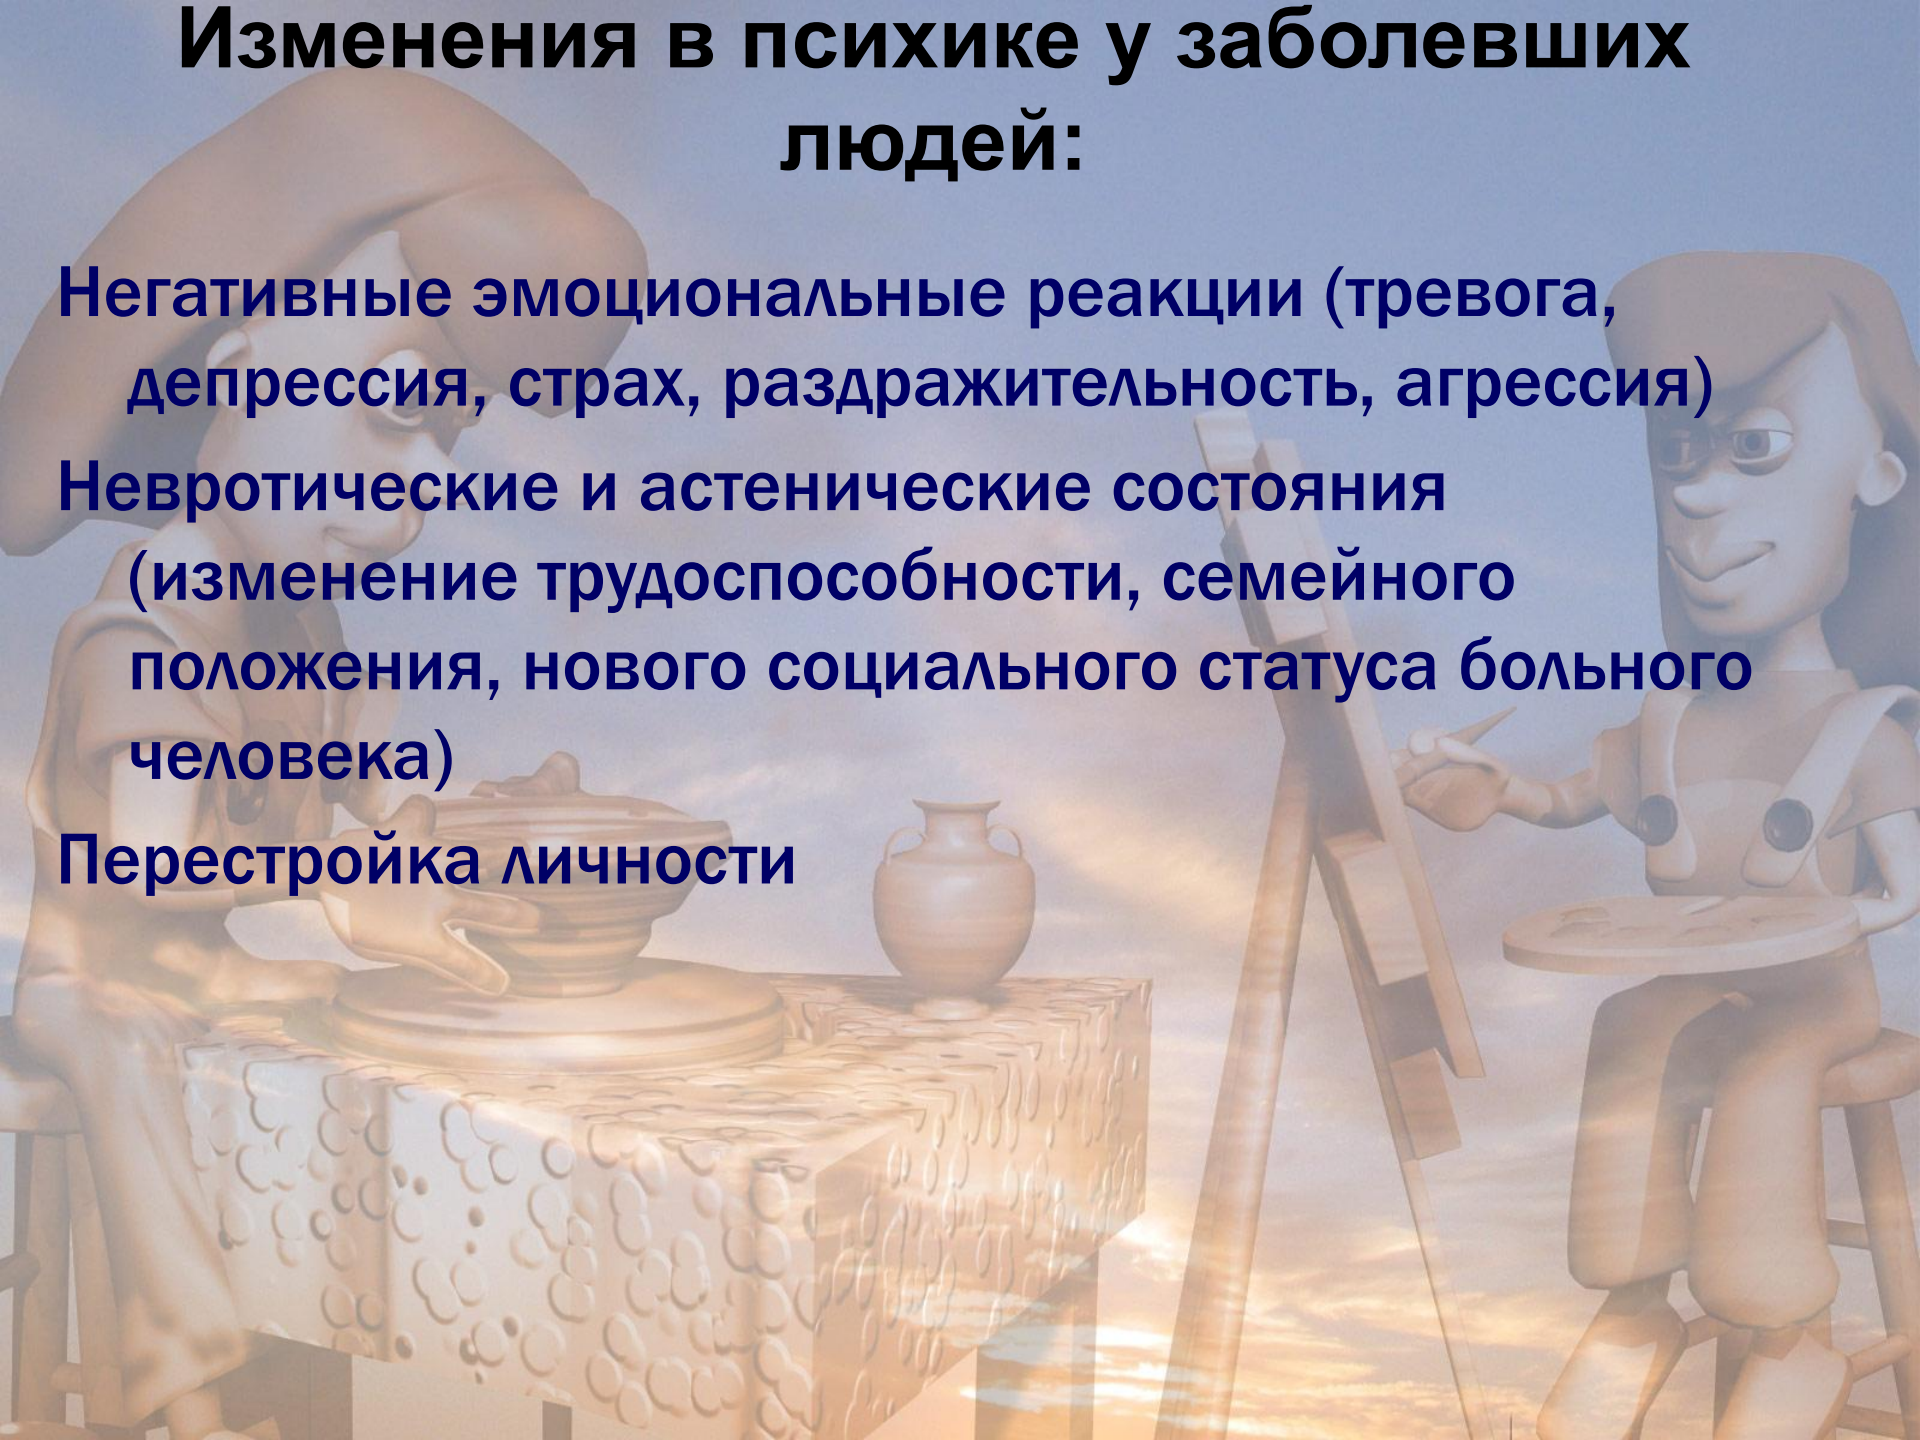 Изменения в психике у заболевших
людей:
Негативные эмоциональные реакции (тревога,
депрессия, страх, раздражительность, агрессия)
Невротические и астенические состояния
(изменение трудоспособности, семейного
положения, нового социального статуса больного
человека)
Перестройка личности